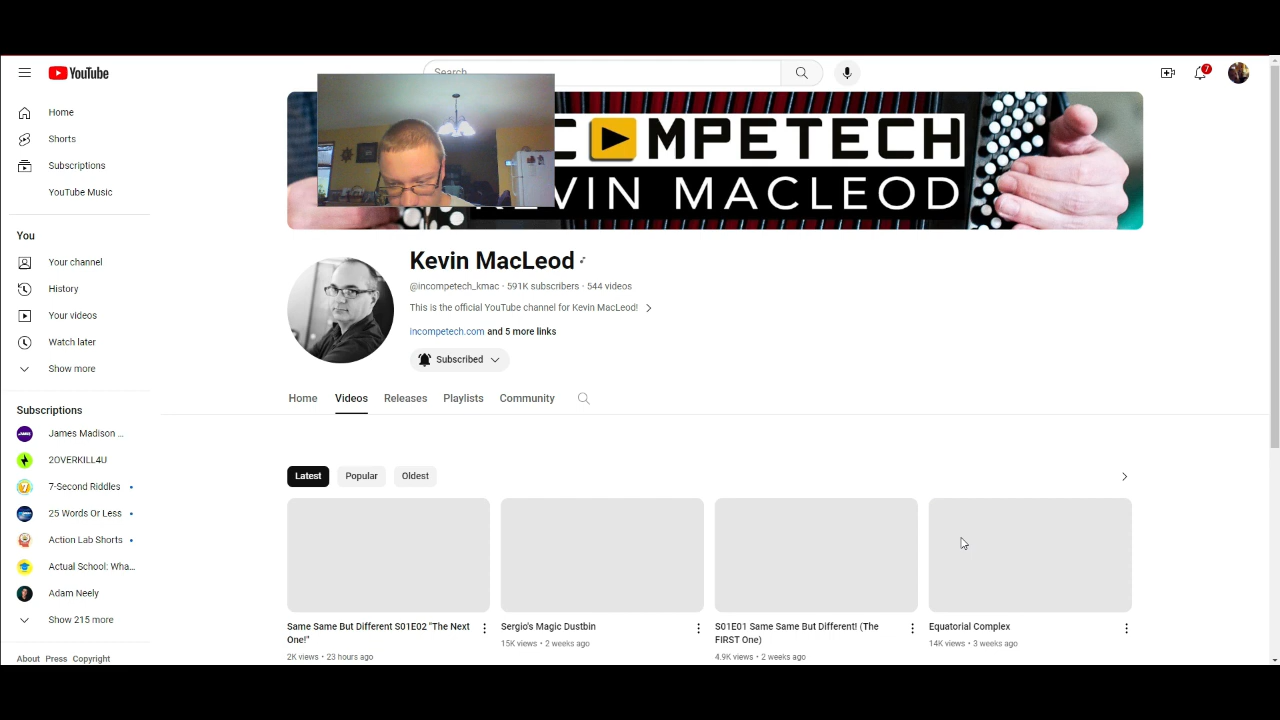 YouTube
Search
7
Home
Shorts
Subscriptions
YouTube Music
You
Your channel
History
Your videos
Watch later
Show more
Subscriptions
James Madison ...
2OVERKILL4U
7-Second Riddles
25 Words Or Less
Action Lab Shorts
Actual School: Wha...
Adam Neely
Show 215 more
About Press Copyright
C MPETECH
VIN MACLEOD
Kevin MacLeod
@incompetech_kmac · 591K subscribers · 544 videos
This is the official YouTube channel for Kevin MacLeod!
incompetech.com and 5 more links
Subscribed
Home Videos Releases Playlists Community
Latest Popular Oldest
Same Same But Different S01E02 "The Next
One!"
2K views • 23 hours ago
Sergio's Magic Dustbin
15K views • 2 weeks ago
S01E01 Same Same But Different! (The
FIRST One)
4.9K views • 2 weeks ago
Equatorial Complex
14K views • 3 weeks ago